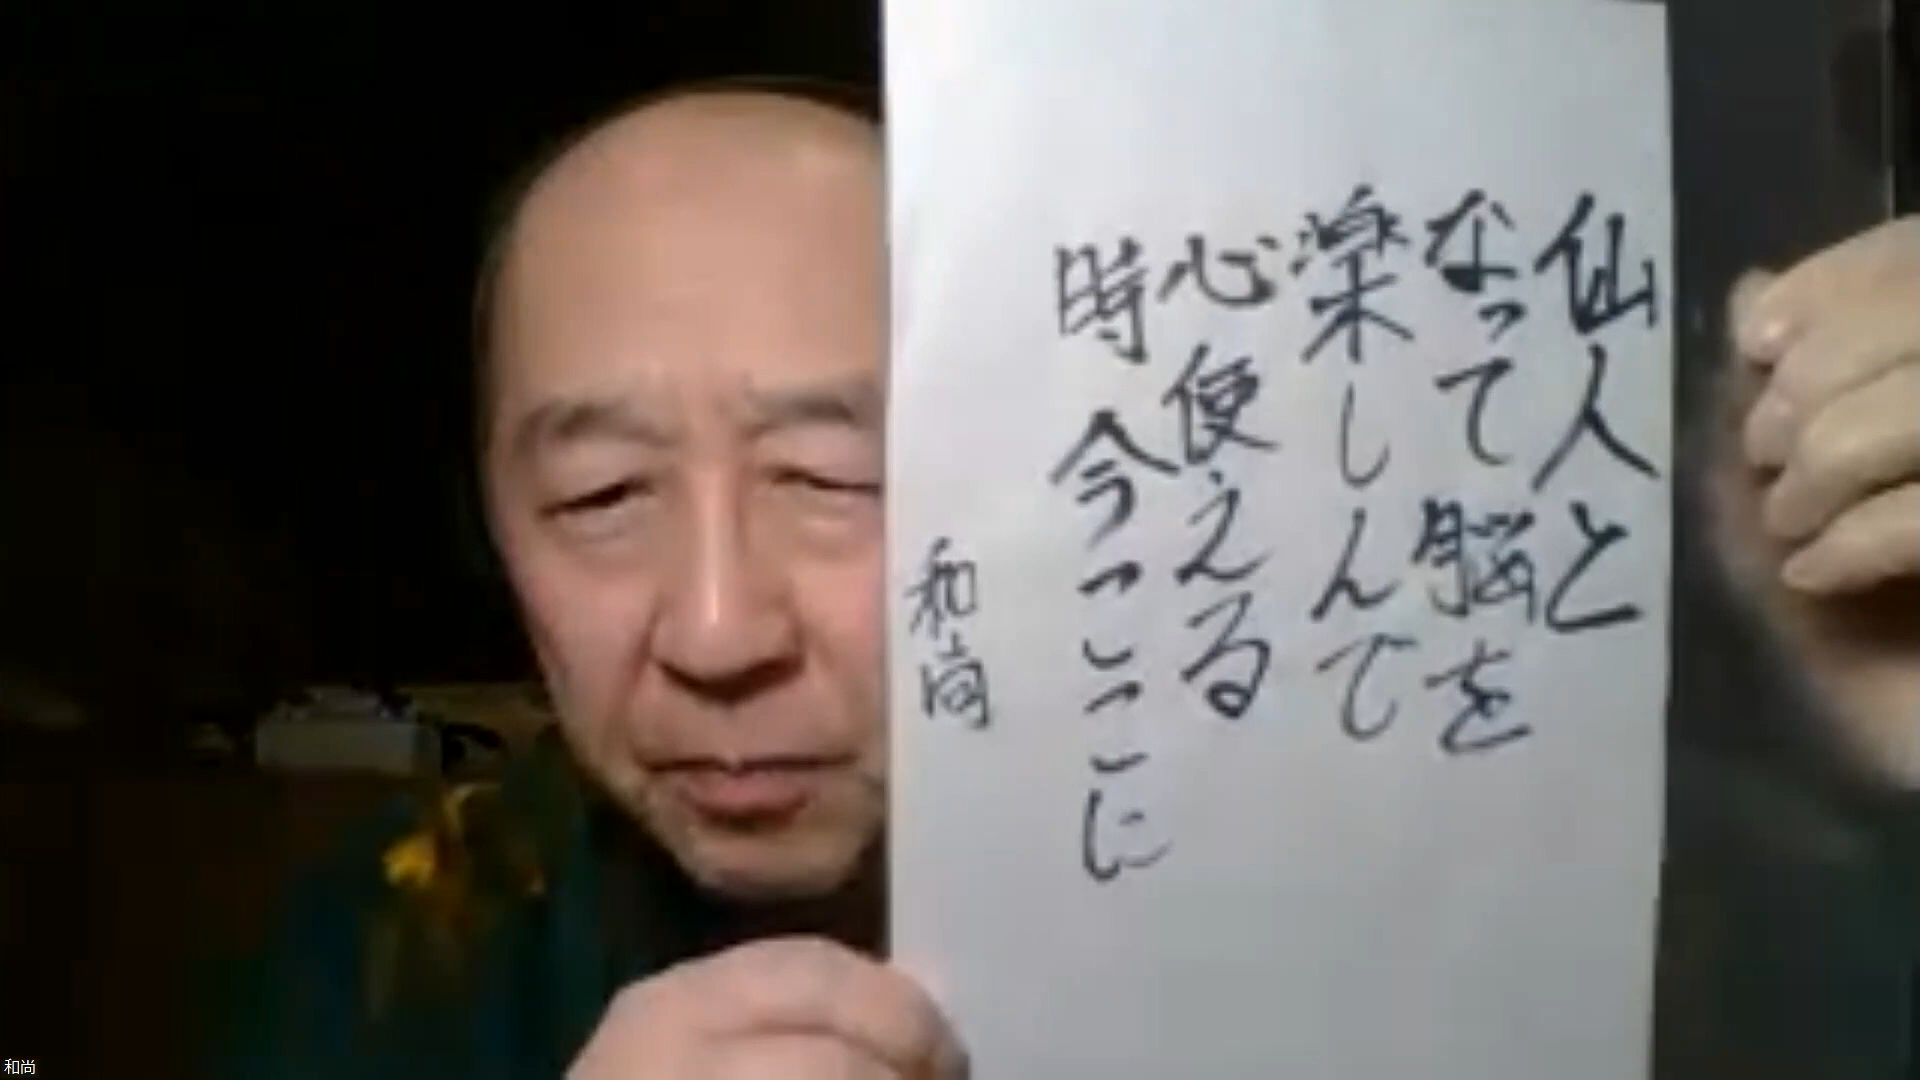 仙人と
なって脳を
楽しんで
心使える
時今ここに
和尚
和尚